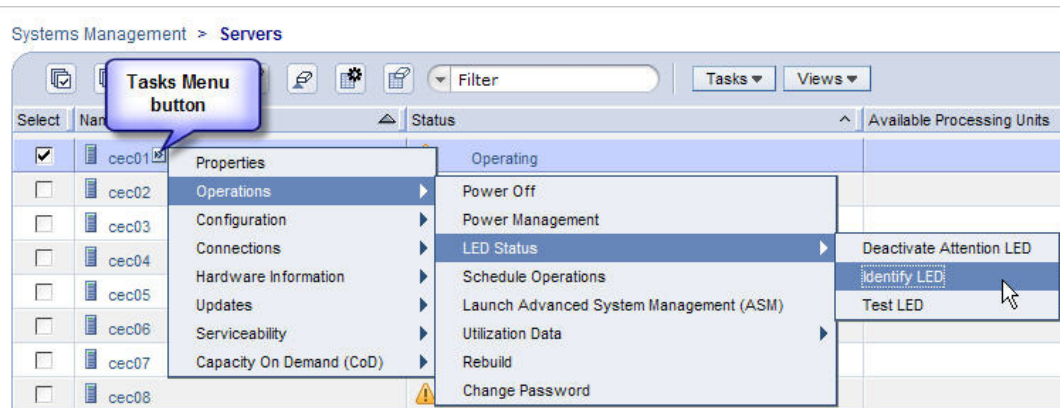 Systems Management > Servers
Tasks Menu button
Filter
Tasks
Views
Select
Status
Available Processing Units
cec01
Operating
cec02
cec03
cec04
cec05
cec06
cec07
cec08
Properties
Operations
Configuration
Connections
Hardware Information
Updates
Serviceability
Capacity On Demand (CoD)
Power Off
Power Management
LED Status
Schedule Operations
Launch Advanced System Management (ASM)
Utilization Data
Rebuild
Change Password
Deactivate Attention LED
Identify LED
Test LED